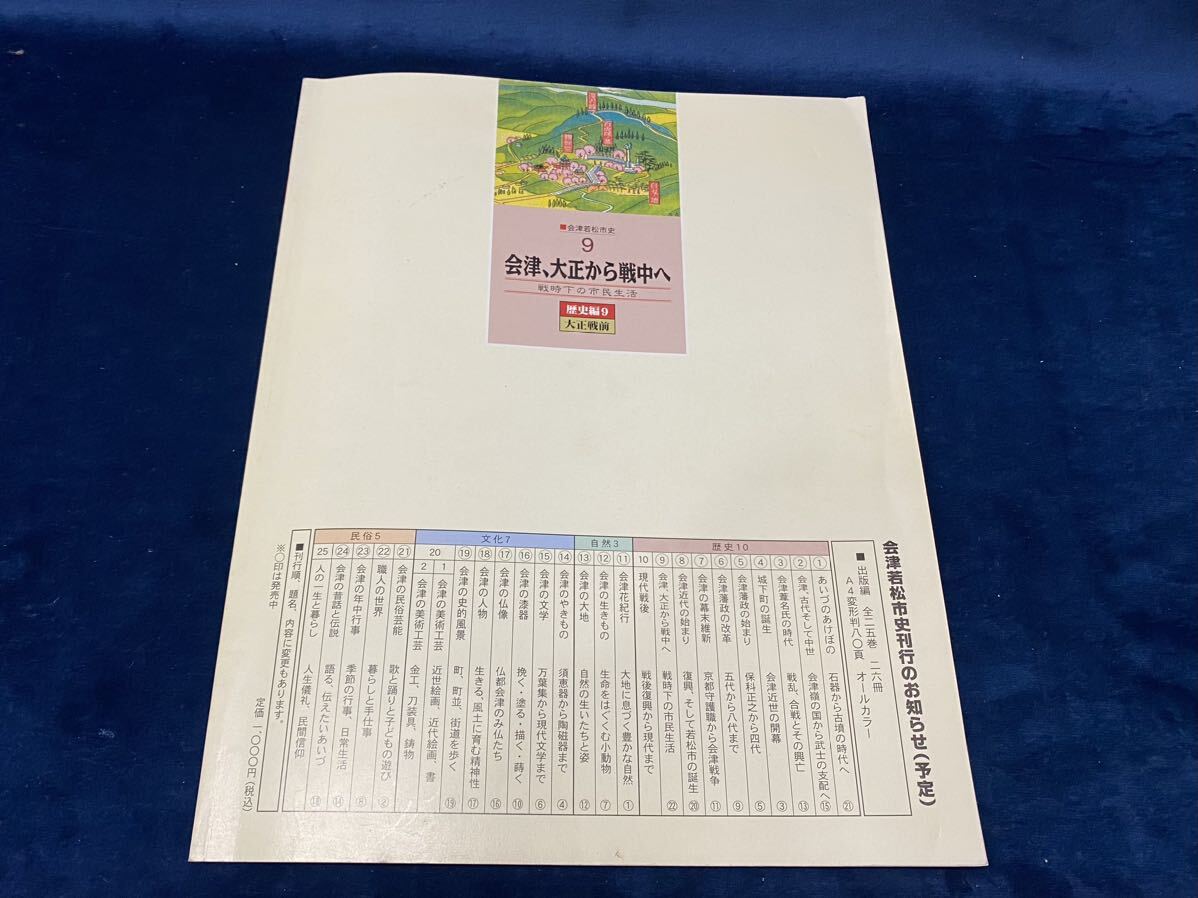 ■会津若松市史
9
会津、大正から戦中へ
戦時下の市民生活
歴史編9
大正戦前
会津若松市史刊行のお知らせ(予定)
■出版編 全二五巻 二六冊
A4変形判八〇頁 オールカラー
歴史10
① あいづのあけぼの 石器から古墳の時代へ ㉑
② 会津、古代そして中世 会津嶺の国から武士の支配へ ⑮
③ 会津葦名氏の時代 戦乱、合戦とその興亡 ⑬
④ 城下町の誕生 会津近世の開幕 ③
⑤ 会津藩政の始まり 保科正之から四代 ⑤
⑥ 会津藩政の改革 五代から八代まで ⑨
⑦ 会津の幕末維新 京都守護職から会津戦争 ⑪
⑧ 会津近代の始まり 復興、そして若松市の誕生 ⑳
⑨ 会津、大正から戦中へ 戦時下の市民生活 ㉒
10 現代戦後 戦後復興から現代まで
自然3
⑪ 会津花紀行 大地に息づく豊かな自然 ①
⑫ 会津の生きもの 生命をはぐくむ小動物 ⑦
⑬ 会津の大地 自然の生いたちと姿 ⑫
文化7
⑭ 会津のやきもの 須恵器から陶磁器まで ④
⑮ 会津の文学 万葉集から現代文学まで ⑥
⑯ 会津の漆器 挽く・塗る・描く・蒔く ⑩
⑰ 会津の仏像 仏都会津のみ仏たち ⑯
⑱ 会津の人物 生きる、風土に育む精神性 ⑰
⑲ 会津の史的風景 町、町並、街道を歩く ⑲
20 1 会津の美術工芸 近世絵画、近代絵画、書
2 会津の美術工芸 金工、刀装具、鋳物
民俗5
㉑ 会津の民俗芸能 歌と踊りと子どもの遊び
㉒ 職人の世界 暮らしと手仕事 ②
㉓ 会津の年中行事 季節の行事、日常生活 ⑧
㉔ 会津の昔話と伝説 語る、伝えたいあいづ ⑭
25 人の一生と暮らし 人生儀礼、民間信仰 ⑱
■刊行順、題名、内容に変更もあります。
※〇印は発売中
定価 一、〇〇〇円(税込)